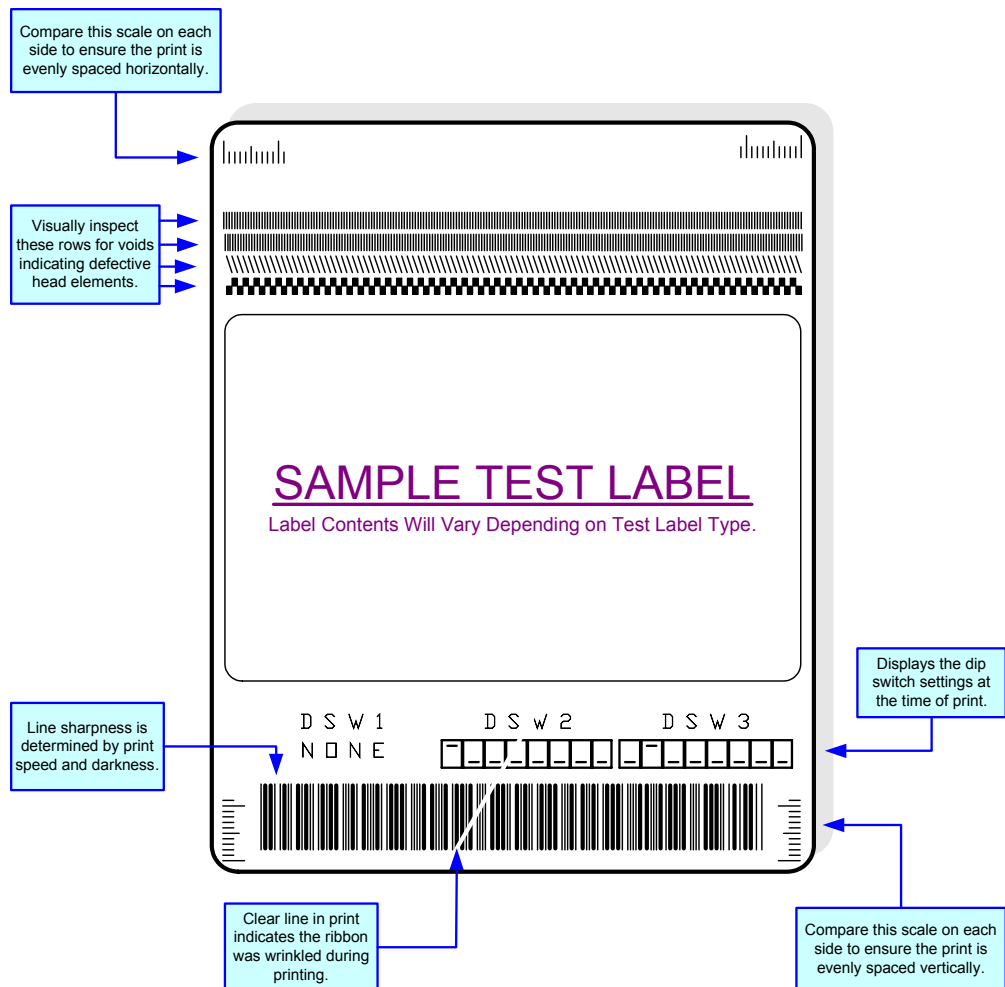 Compare this scale on each
side to ensure the print is
evenly spaced horizontally.
Visually inspect
these rows for voids
indicating defective
head elements.
SAMPLE TEST LABEL
Label Contents Will Vary Depending on Test Label Type.
Displays the dip
switch settings at
the time of print.
Line sharpness is
determined by print
speed and darkness.
DSW1 DSW2 DSW3
NONE
Clear line in print
indicates the ribbon
was wrinkled during
printing.
Compare this scale on each
side to ensure the print is
evenly spaced vertically.